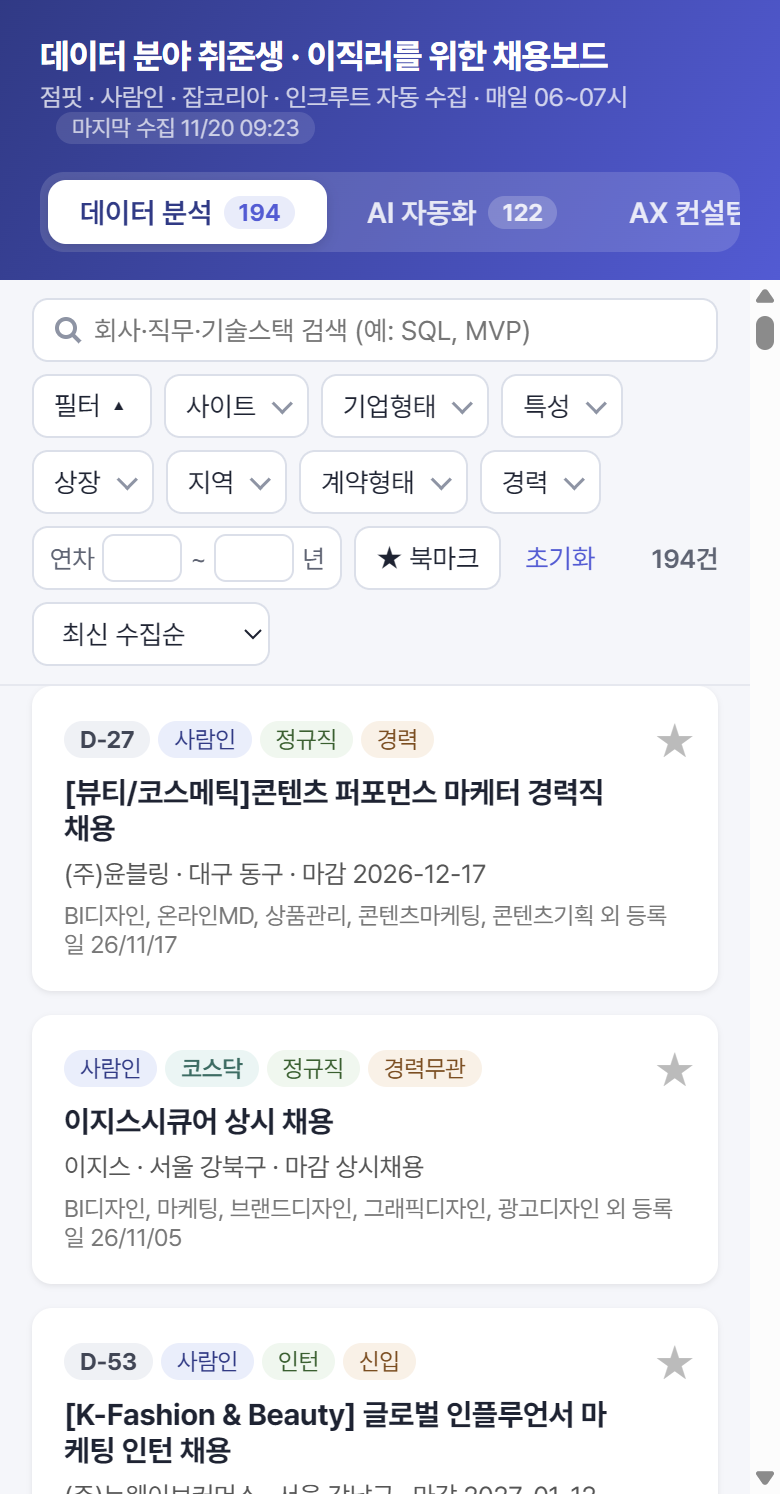 데이터 분야 취준생 · 이직러를 위한 채용보드
점핏 · 사람인 · 잡코리아 · 인크루트 자동 수집 · 매일 06~07시
마지막 수집 11/20 09:23
데이터 분석 194 AI 자동화 122 AX 컨설턴
회사·직무·기술스택 검색 (예: SQL, MVP)
필터 ▲ 사이트 기업형태 특성
상장 지역 계약형태 경력
연차 ~ 년 ★ 북마크 초기화 194건
최신 수집순
D-27 사람인 정규직 경력
[뷰티/코스메틱]콘텐츠 퍼포먼스 마케터 경력직
채용
(주)윤블링 · 대구 동구 · 마감 2026-12-17
BI디자인, 온라인MD, 상품관리, 콘텐츠마케팅, 콘텐츠기획 외 등록
일 26/11/17
사람인 코스닥 정규직 경력무관
이지스시큐어 상시 채용
이지스 · 서울 강북구 · 마감 상시채용
BI디자인, 마케팅, 브랜드디자인, 그래픽디자인, 광고디자인 외 등록
일 26/11/05
D-53 사람인 인턴 신입
[K-Fashion & Beauty] 글로벌 인플루언서 마
케팅 인턴 채용
서울 강남구 · 마감 2027-01-12